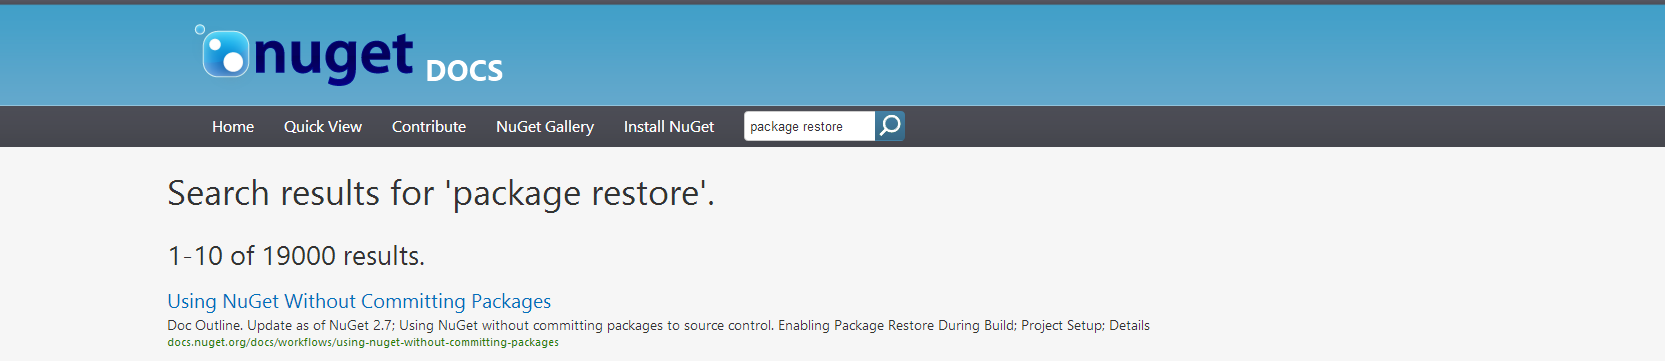 nuget DOCS
Home Quick View Contribute NuGet Gallery Install NuGet package restore
Search results for 'package restore'.
1-10 of 19000 results.
Using NuGet Without Committing Packages
Doc Outline. Update as of NuGet 2.7; Using NuGet without committing packages to source control. Enabling Package Restore During Build; Project Setup; Details
docs.nuget.org/docs/workflows/using-nuget-without-committing-packages